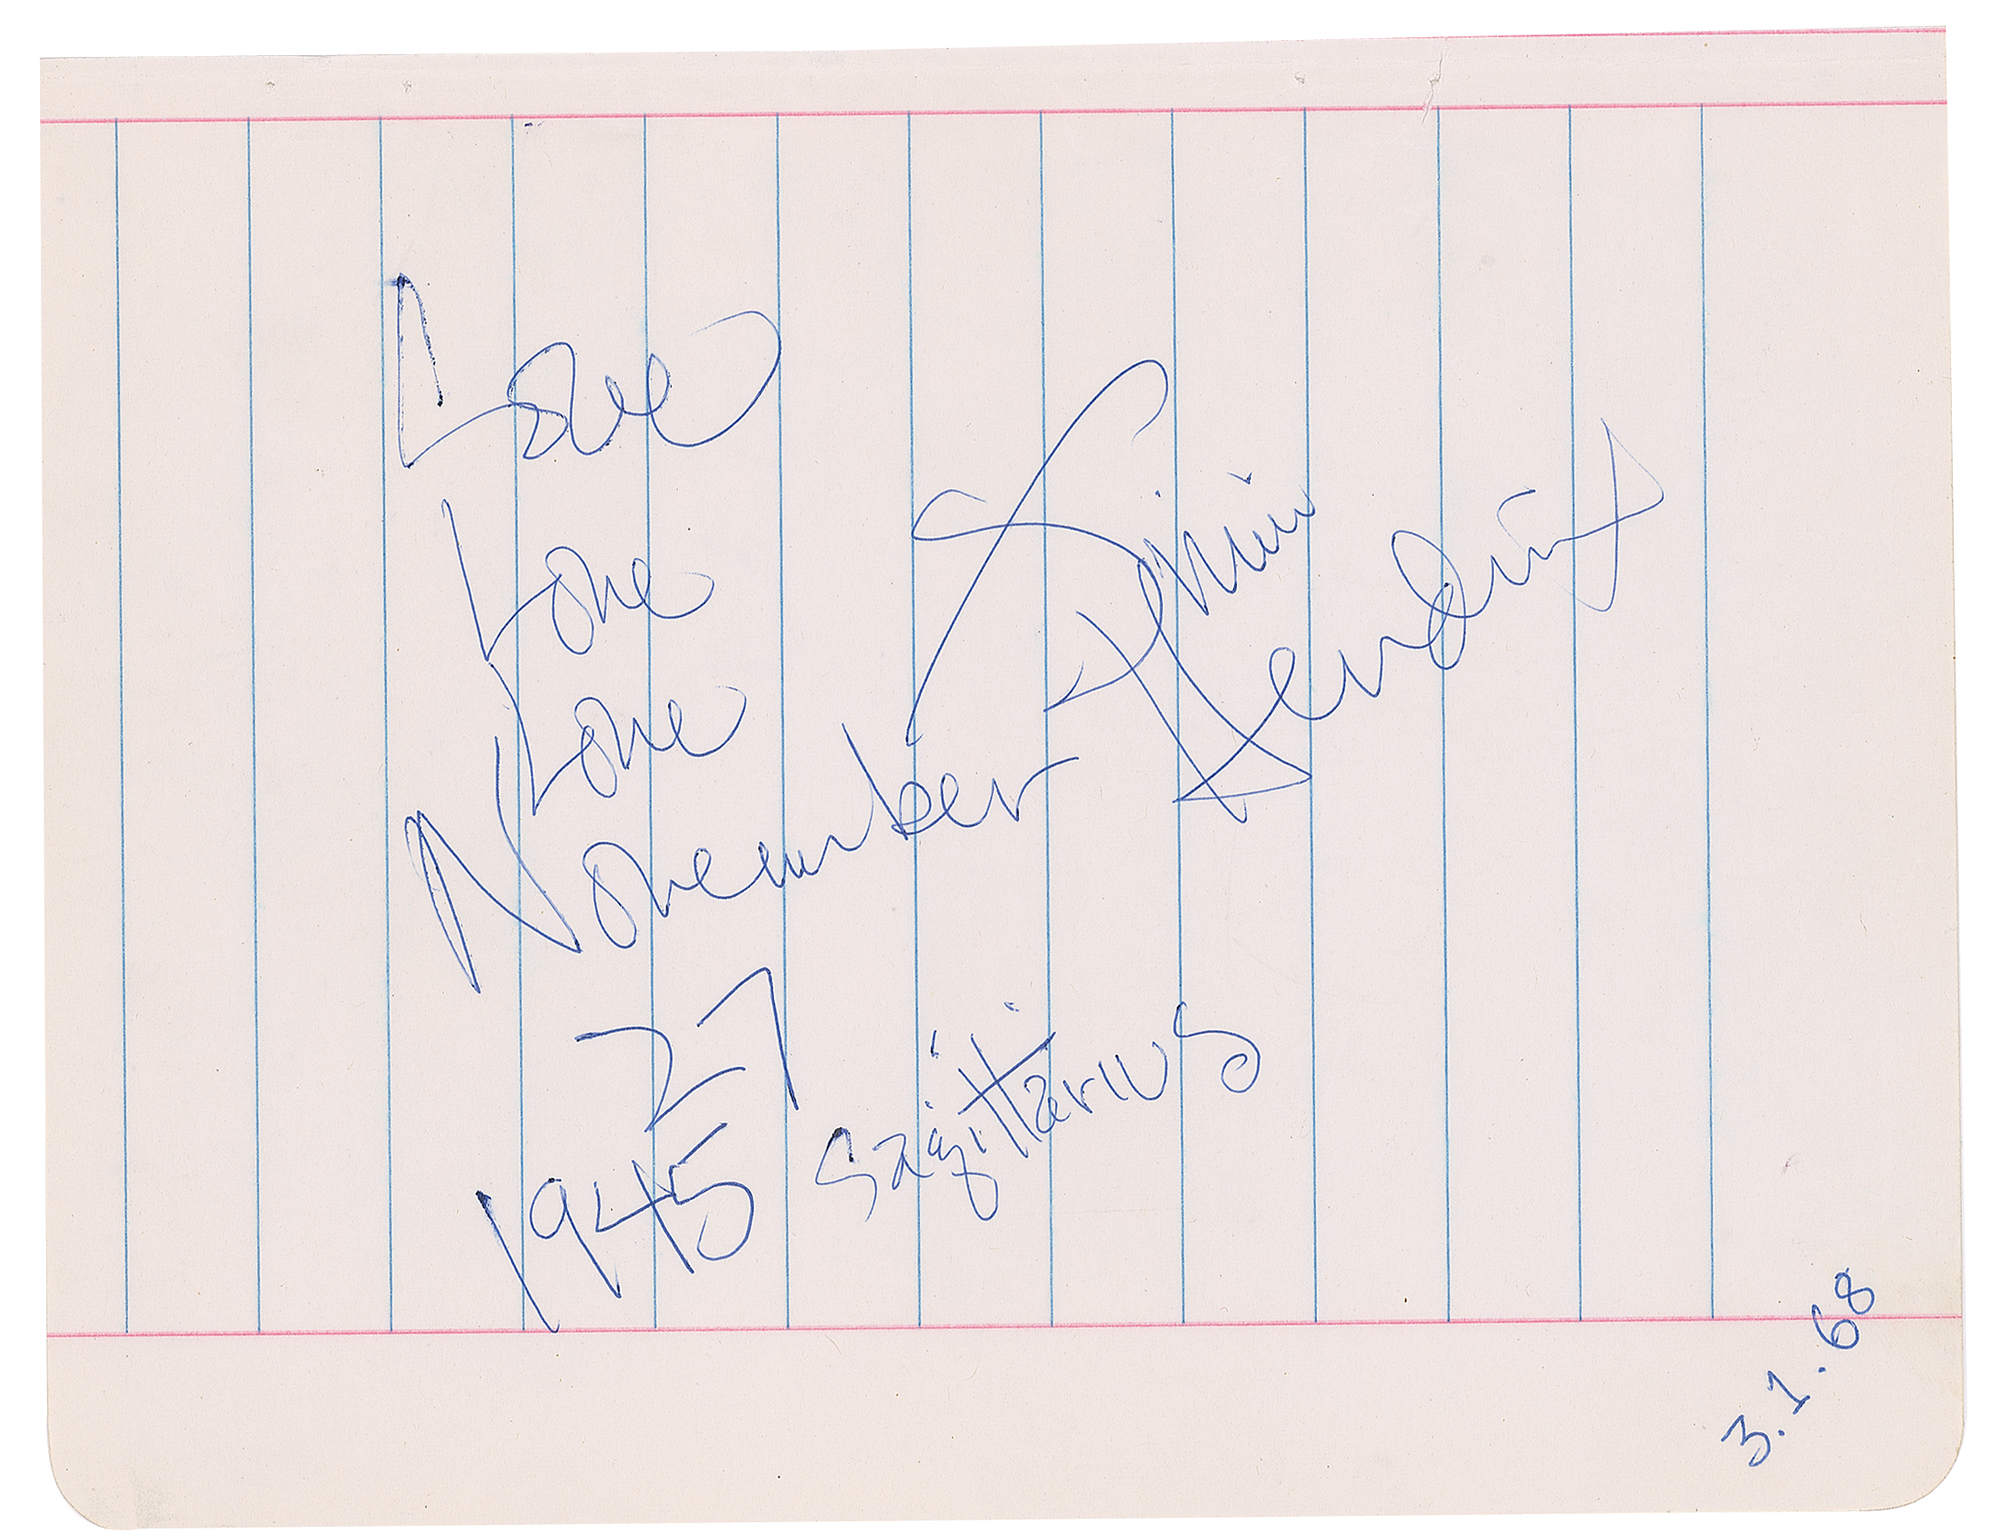 Love
Love
Love
Jimi
Hendrix
November
27
1945
Sagittarius
3.1.68